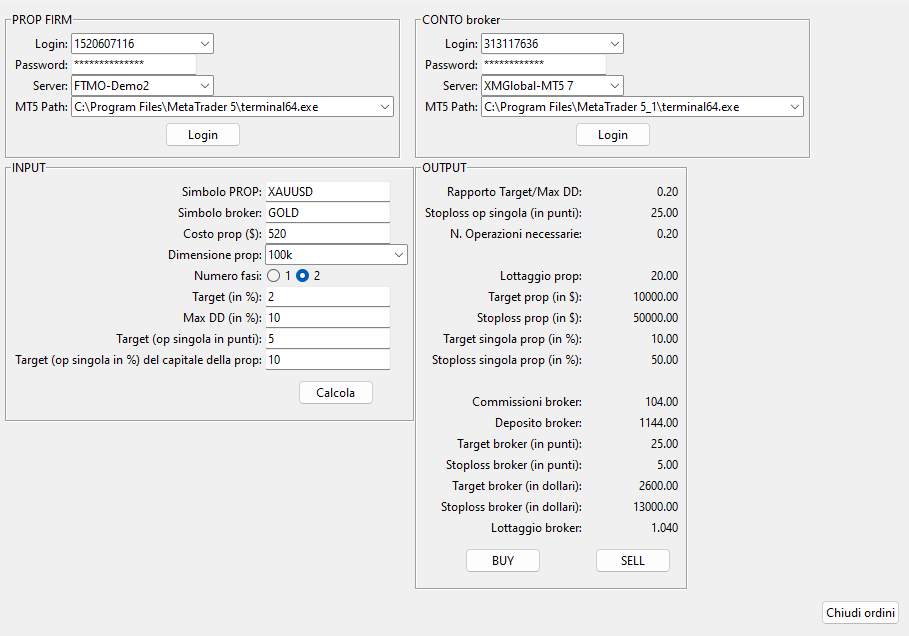 PROP FIRM
Login: 1520607116
Password: **************
Server: FTMO-Demo2
MT5 Path: C:\Program Files\MetaTrader 5\terminal64.exe
Login
CONTO broker
Login: 313117636
Password: ************
Server: XMGlobal-MT5 7
MT5 Path: C:\Program Files\MetaTrader 5_1\terminal64.exe
Login
INPUT
Simbolo PROP: XAUUSD
Simbolo broker: GOLD
Costo prop ($): 520
Dimensione prop: 100k
Numero fasi: 1 2
Target (in %): 2
Max DD (in %): 10
Target (op singola in punti): 5
Target (op singola in %) del capitale della prop: 10
Calcola
OUTPUT
Rapporto Target/Max DD: 0.20
Stoploss op singola (in punti): 25.00
N. Operazioni necessarie: 0.20
Lottaggio prop: 20.00
Target prop (in $): 10000.00
Stoploss prop (in $): 50000.00
Target singola prop (in %): 10.00
Stoploss singola prop (in %): 50.00
Commissioni broker: 104.00
Deposito broker: 1144.00
Target broker (in punti): 25.00
Stoploss broker (in punti): 5.00
Target broker (in dollari): 2600.00
Stoploss broker (in dollari): 13000.00
Lottaggio broker: 1.040
BUY SELL
Chiudi ordini